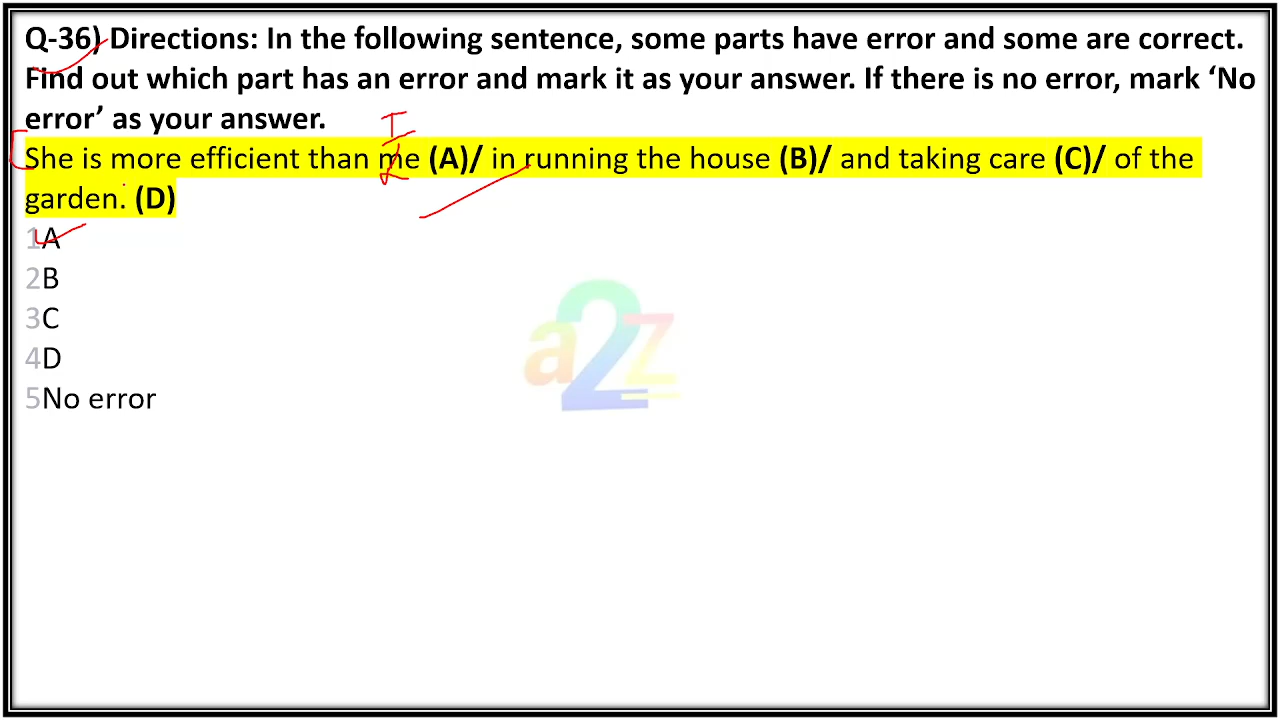 Q-36) Directions: In the following sentence, some parts have error and some are correct.
Find out which part has an error and mark it as your answer. If there is no error, mark ‘No
error’ as your answer.
I
She is more efficient than me (A)/ in running the house (B)/ and taking care (C)/ of the
garden. (D)
1A
2B
3C
4D
5No error
a2z